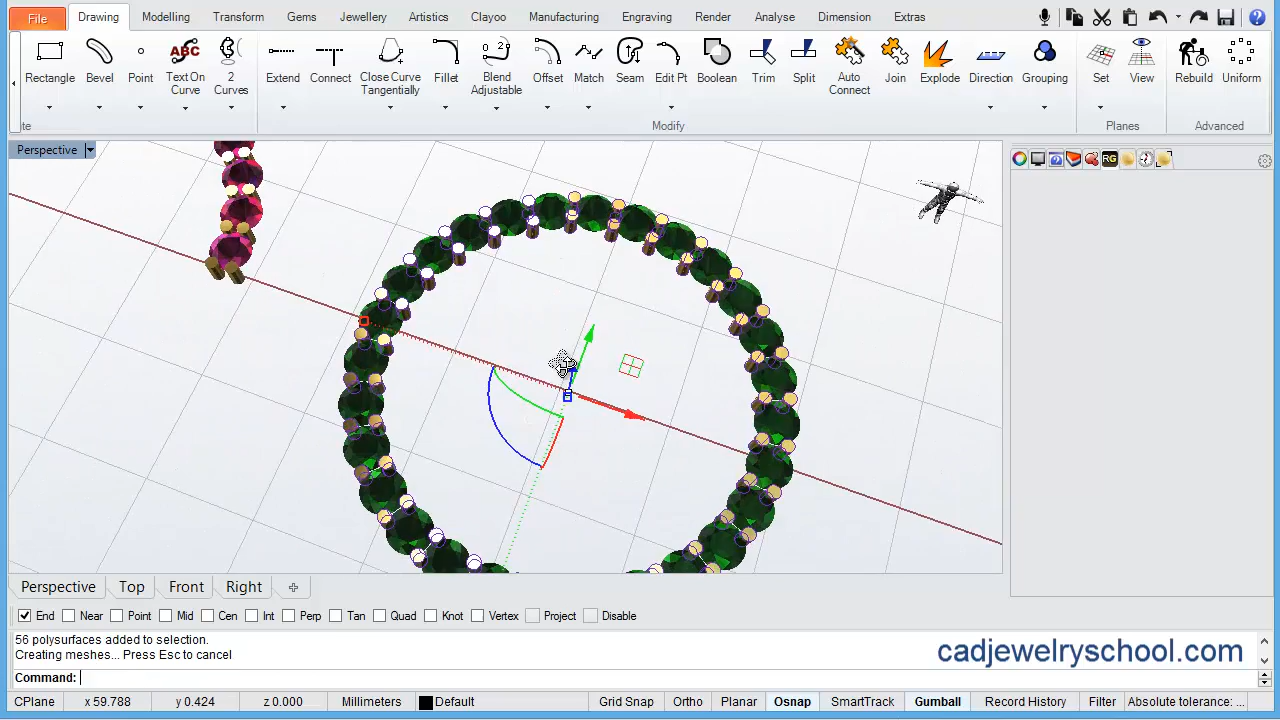 File Drawing Modelling Transform Gems Jewellery Artistics Clayoo Manufacturing Engraving Render Analyse Dimension Extras
Rectangle Bevel Point Text On Curve 2 Curves Extend Connect Close Curve Tangentially Fillet Blend Adjustable Offset Match Seam Edit Pt Boolean Trim Split Auto Connect Join Explode Direction Grouping Set View Rebuild Uniform
te Modify Planes Advanced
Perspective
Perspective Top Front Right
End Near Point Mid Cen Int Perp Tan Quad Knot Vertex Project Disable
56 polysurfaces added to selection.
Creating meshes... Press Esc to cancel
cadjewelryschool.com
Command:
CPlane x 59.788 y 0.424 z 0.000 Millimeters Default Grid Snap Ortho Planar Osnap SmartTrack Gumball Record History Filter Absolute tolerance: ...